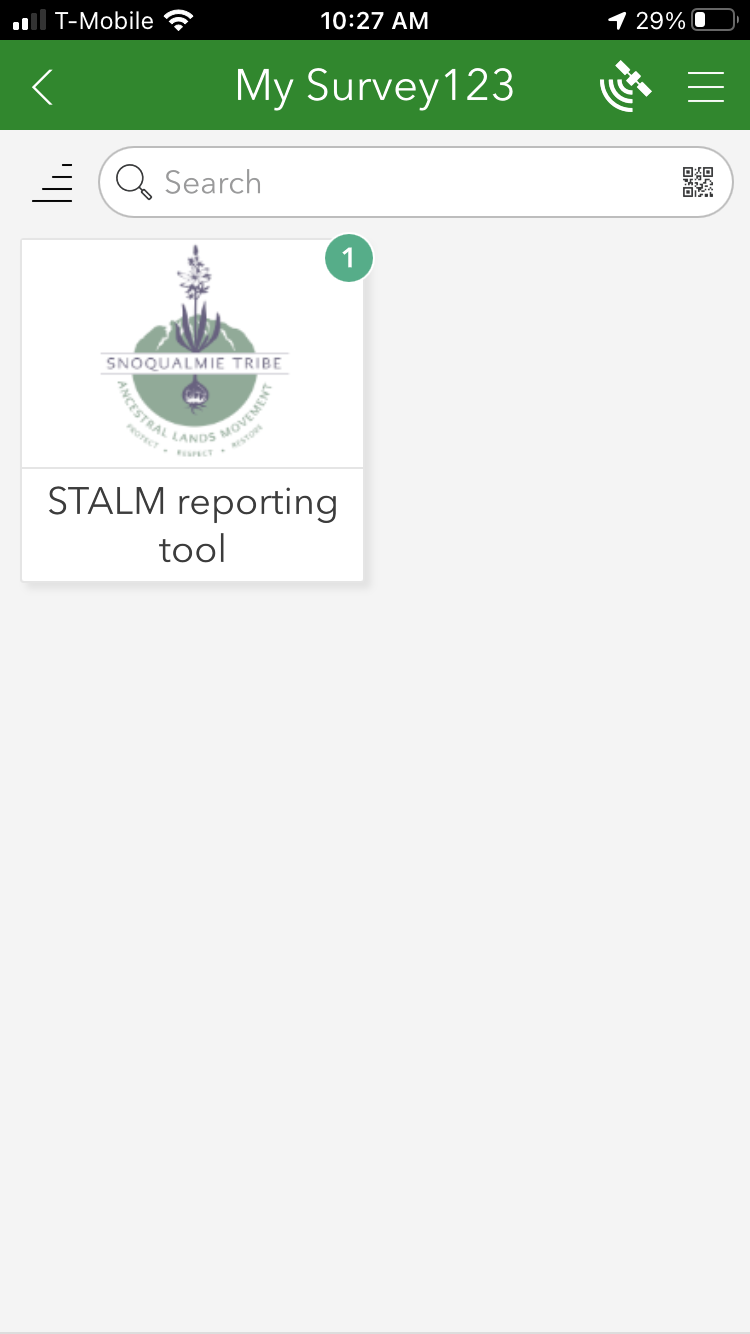 T-Mobile 10:27 AM 29%
My Survey123
Search
1
SNOQUALMIE TRIBE
ANCESTRAL LANDS MOVEMENT
PROTECT • RESPECT • RESTORE
STALM reporting
tool